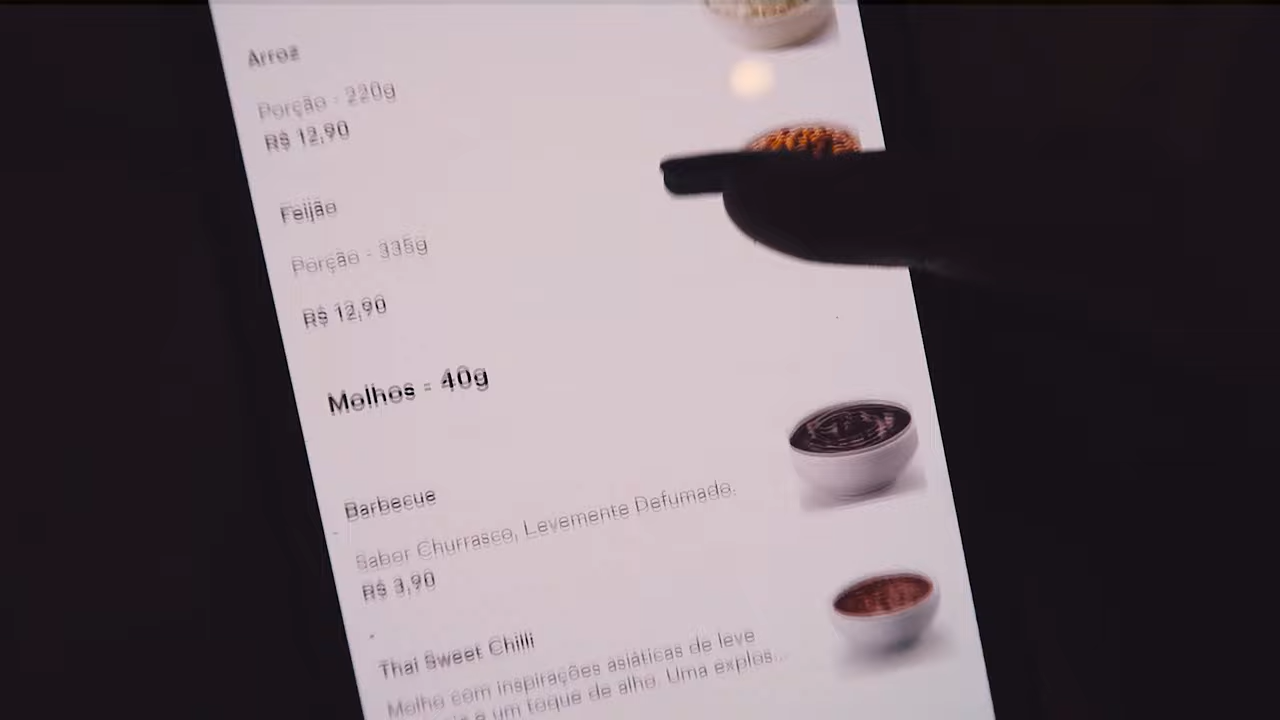 Arroz
Porção - 220g
R$ 12,90
Feijão
Porção - 335g
R$ 12,90
Molhos - 40g
Barbecue
Sabor Churrasco, Levemente Defumado.
R$ 3,90
Thai Sweet Chilli
Molho com inspirações asiáticas de leve
e um toque de alho. Uma explos...